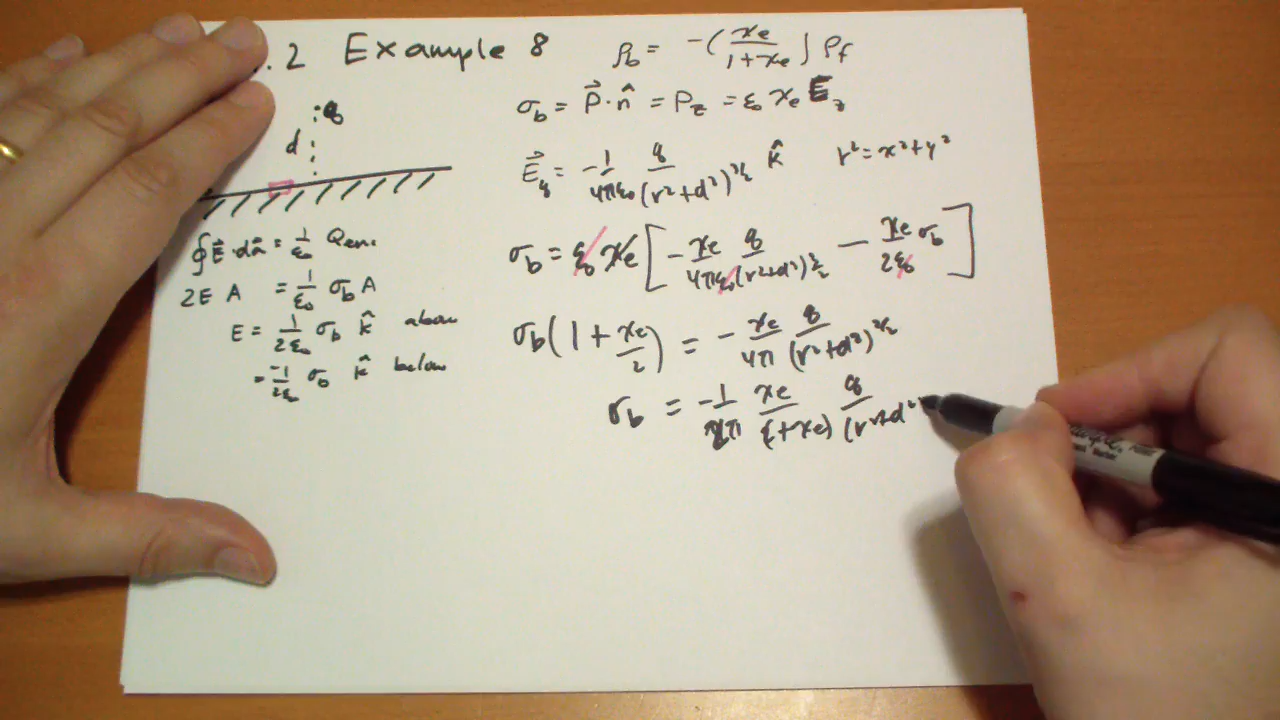 .2 Example 8
ρb = -(χe / 1+χe) ρf
σb = P⃗·n̂ = Pz = ε0 χe Ez
q
d
E⃗q = -1/4πε0 q/(r²+d²)^3/2 k̂ r² = x²+y²
σb = ε0 χe [ -χe/4πε0 q/(r²+d²)^3/2 - χe/2ε0 σb ]
σb(1 + χe/2) = -χe/4π q/(r²+d²)^3/2
σb = -1/2π χe/(2+χe) q/(r²+d²
∮E⃗·da⃗ = 1/ε0 Qenc
2E A = 1/ε0 σb A
E = 1/2ε0 σb k̂ above
= -1/2ε0 σb k̂ below
Sharpie